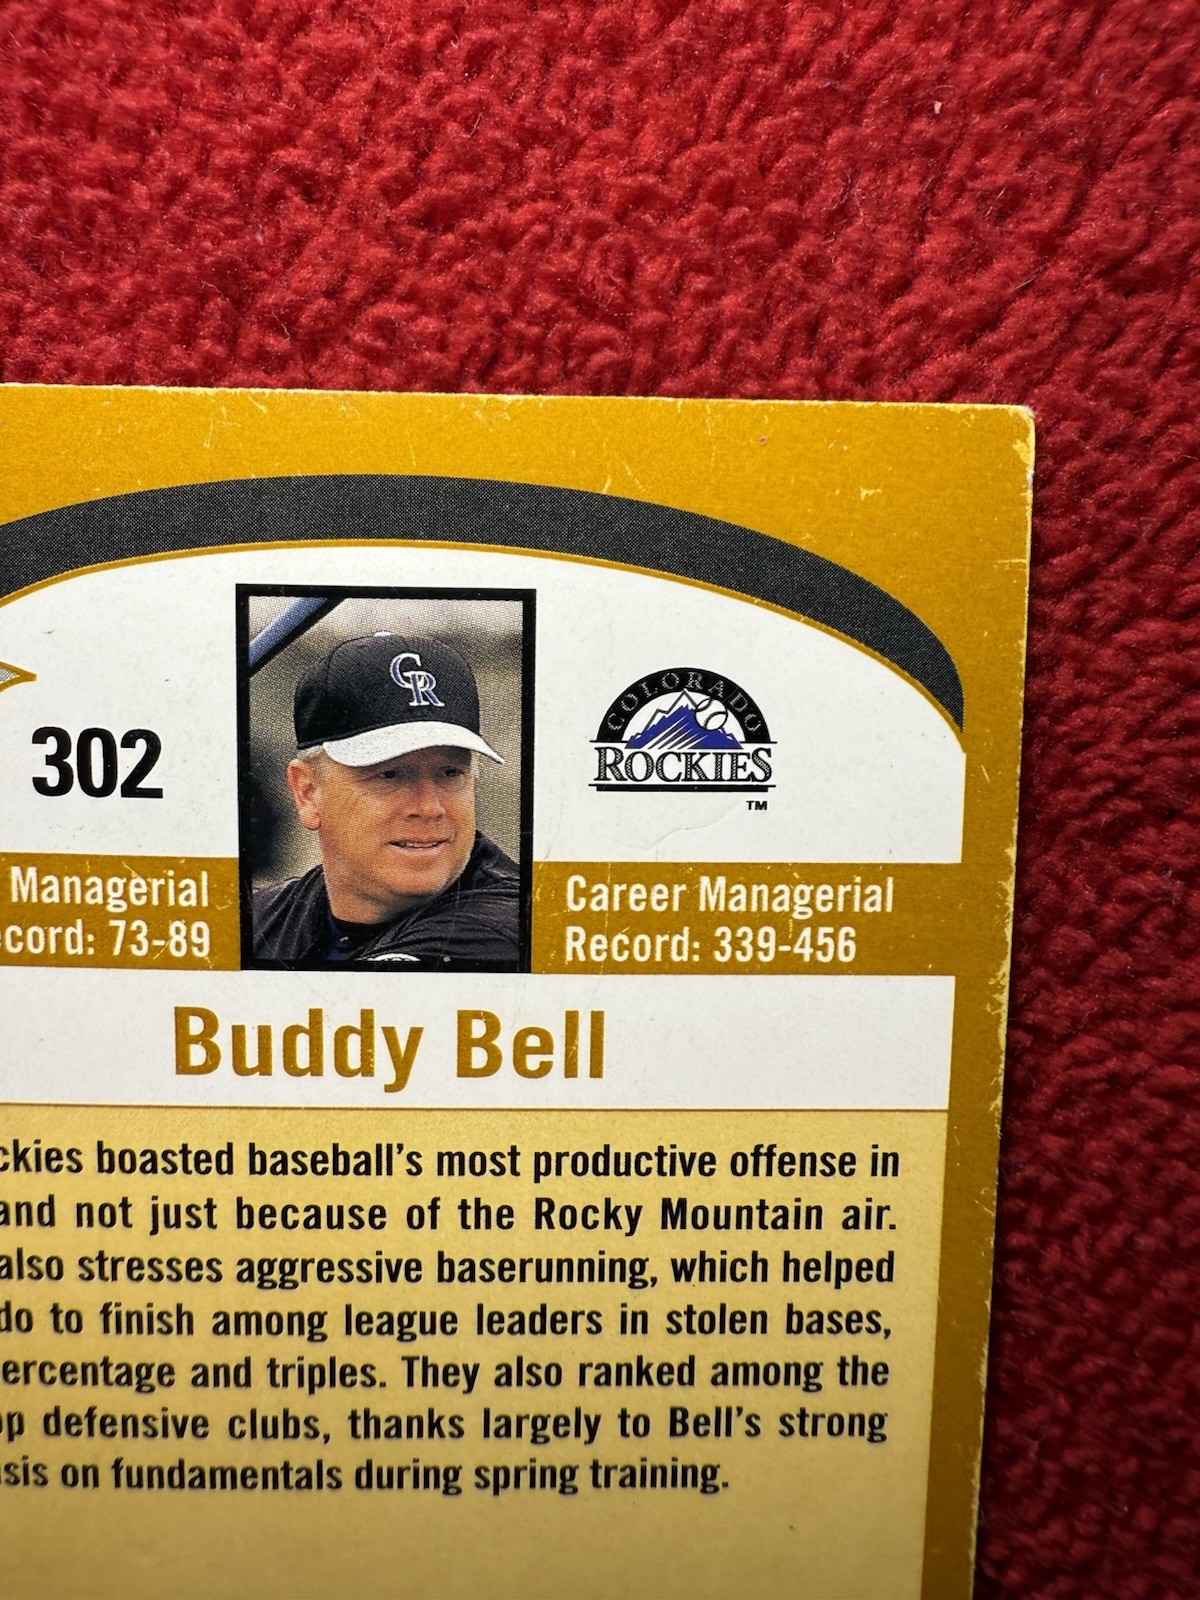 302
CR
COLORADO
ROCKIES
TM
Managerial
cord: 73-89
Career Managerial
Record: 339-456
Buddy Bell
ckies boasted baseball's most productive offense in
and not just because of the Rocky Mountain air.
also stresses aggressive baserunning, which helped
do to finish among league leaders in stolen bases,
ercentage and triples. They also ranked among the
op defensive clubs, thanks largely to Bell's strong
sis on fundamentals during spring training.